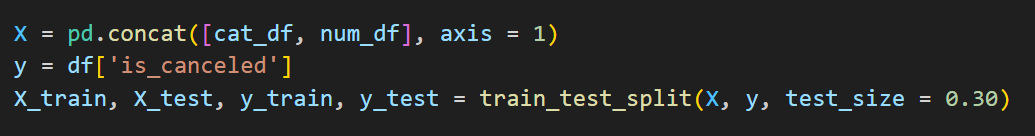 X = pd.concat([cat_df, num_df], axis = 1)
y = df['is_canceled']
X_train, X_test, y_train, y_test = train_test_split(X, y, test_size = 0.30)